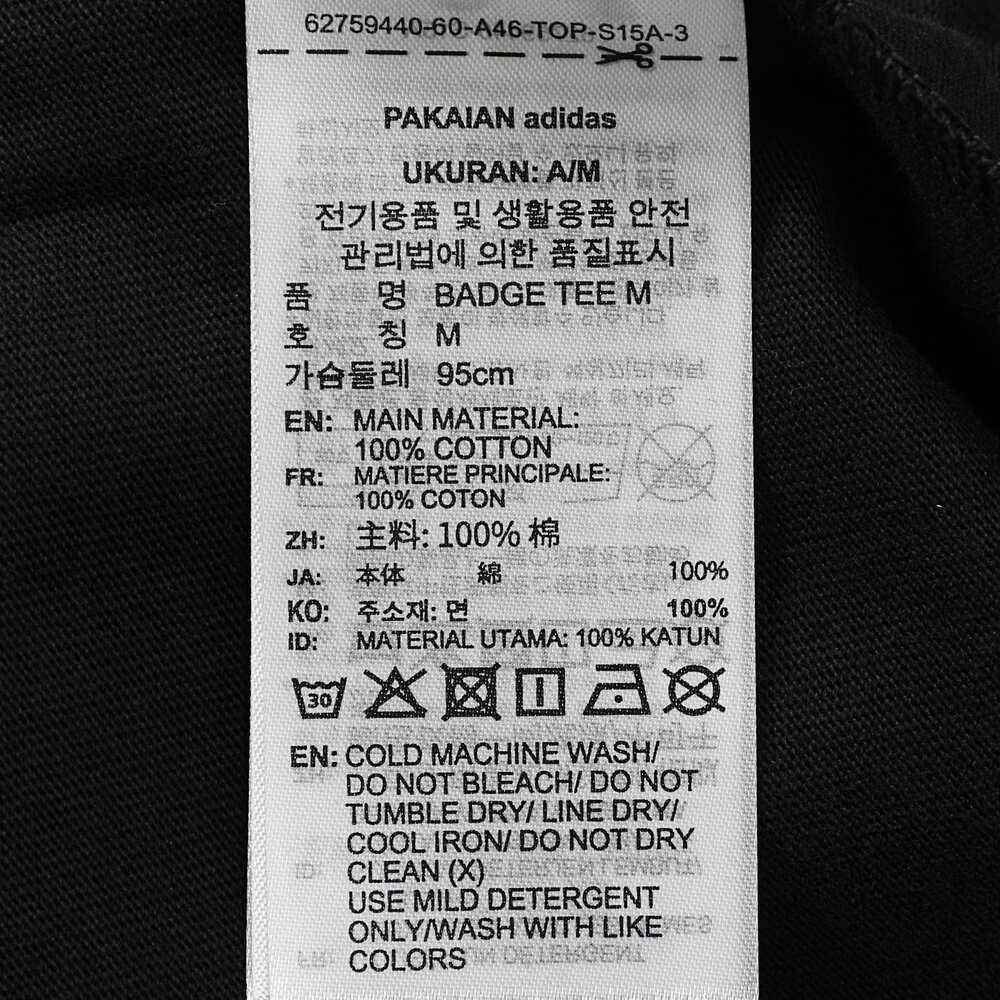 62759440-60-A46-TOP-S15A-3
PAKAIAN adidas
UKURAN: A/M
전기용품 및 생활용품 안전
관리법에 의한 품질표시
품 명 BADGE TEE M
호 칭 M
가슴둘레 95cm
EN: MAIN MATERIAL:
100% COTTON
FR: MATIERE PRINCIPALE:
100% COTON
ZH: 主料: 100% 棉
JA: 本体 綿 100%
KO: 주소재: 면 100%
ID: MATERIAL UTAMA: 100% KATUN
30
EN: COLD MACHINE WASH/
DO NOT BLEACH/ DO NOT
TUMBLE DRY/ LINE DRY/
COOL IRON/ DO NOT DRY
CLEAN (X)
USE MILD DETERGENT
ONLY/WASH WITH LIKE
COLORS